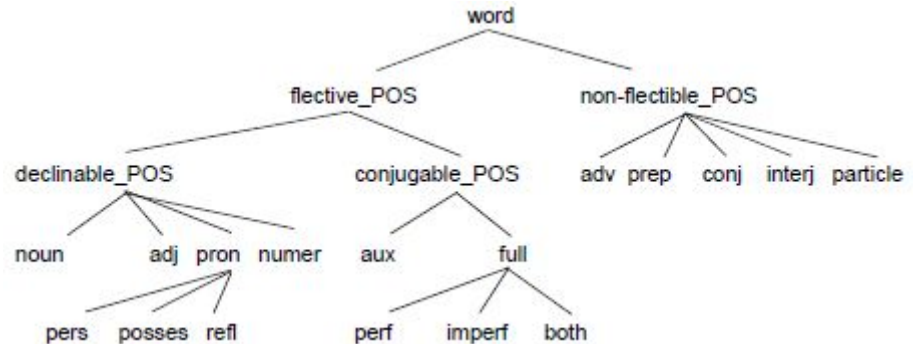 word
flective_POS non-flectible_POS
declinable_POS conjugable_POS adv prep conj interj particle
noun adj pron numer aux full
pers posses refl perf imperf both